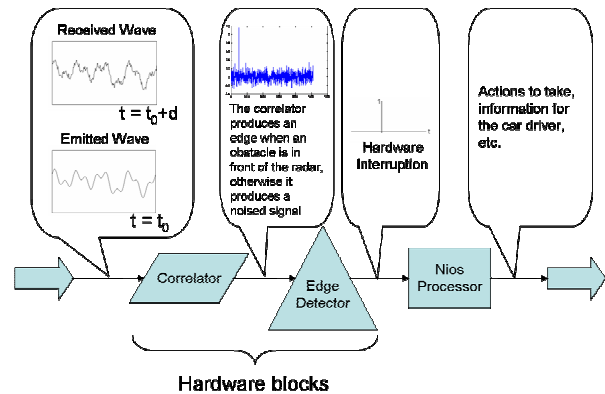 Received Wave
t = t0+d
Emitted Wave
t = t0
The correlator
produces an
edge when an
obstacle is in
front of the radar,
otherwise it
produces a
noised signal
Hardware
Interruption
Actions to take,
information for
the car driver,
etc.
Correlator
Edge
Detector
Nios
Processor
Hardware blocks